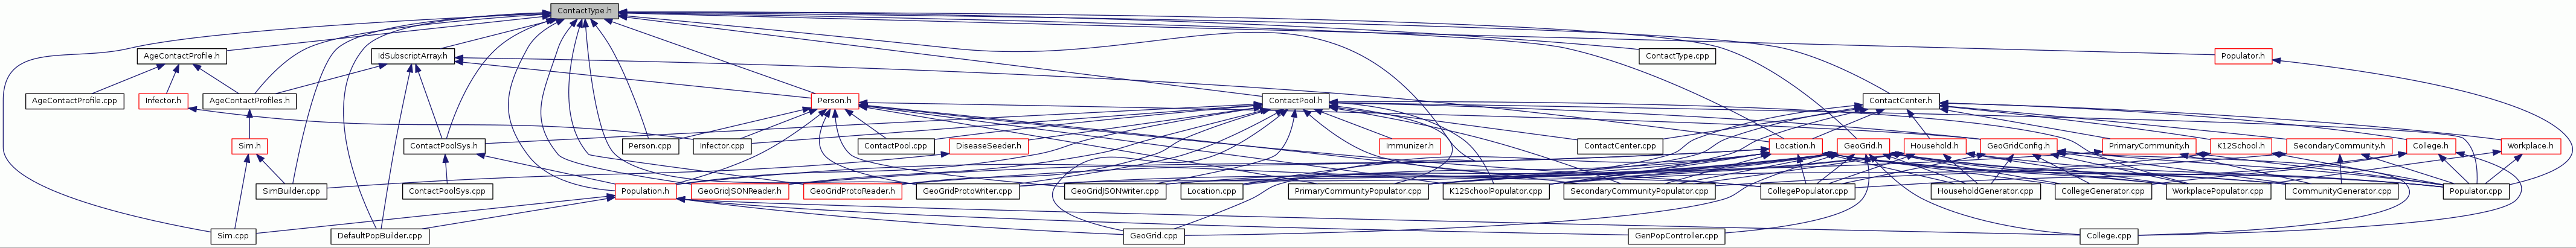 ContactType.h
AgeContactProfile.h
IdSubscriptArray.h
ContactType.cpp
Populator.h
AgeContactProfile.cpp
Infector.h
AgeContactProfiles.h
Person.h
ContactPool.h
ContactCenter.h
Sim.h
ContactPoolSys.h
Person.cpp
Infector.cpp
ContactPool.cpp
DiseaseSeeder.h
Immunizer.h
ContactCenter.cpp
Location.h
GeoGrid.h
Household.h
GeoGridConfig.h
PrimaryCommunity.h
K12School.h
SecondaryCommunity.h
College.h
Workplace.h
SimBuilder.cpp
ContactPoolSys.cpp
Population.h
GeoGridJSONReader.h
GeoGridProtoReader.h
GeoGridProtoWriter.cpp
GeoGridJSONWriter.cpp
Location.cpp
PrimaryCommunityPopulator.cpp
K12SchoolPopulator.cpp
SecondaryCommunityPopulator.cpp
CollegePopulator.cpp
HouseholdGenerator.cpp
CollegeGenerator.cpp
WorkplacePopulator.cpp
CommunityGenerator.cpp
Populator.cpp
Sim.cpp
DefaultPopBuilder.cpp
GeoGrid.cpp
GenPopController.cpp
College.cpp